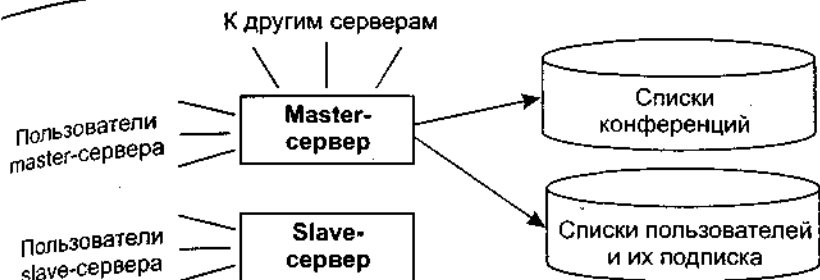 К другим серверам
Master-
сервер
Пользователи
master-сервера
Списки
конференций
Slave-
сервер
Пользователи
slave-сервера
Списки пользователей
и их подписка